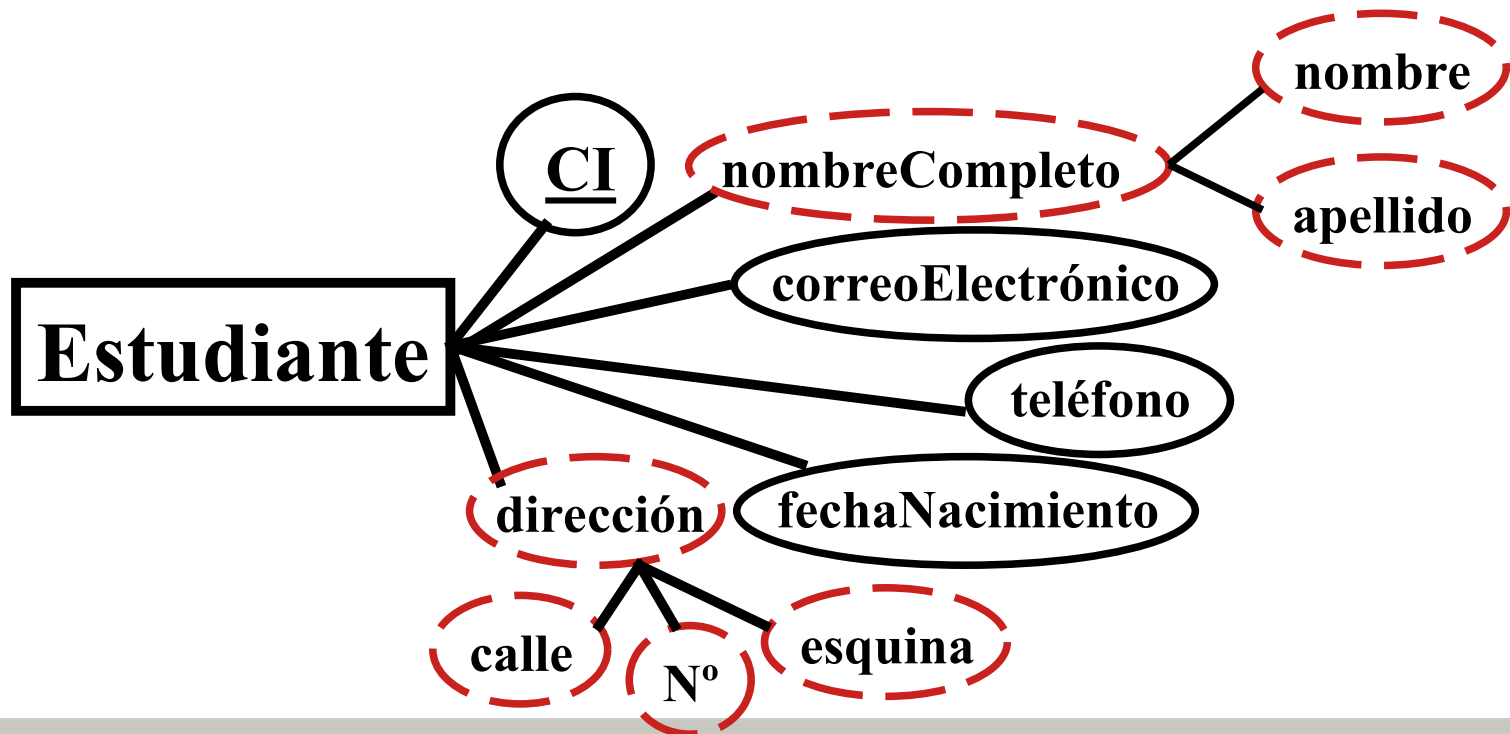 nombre
CI
nombreCompleto
apellido
correoElectrónico
Estudiante
teléfono
dirección
fechaNacimiento
calle
Nº
esquina